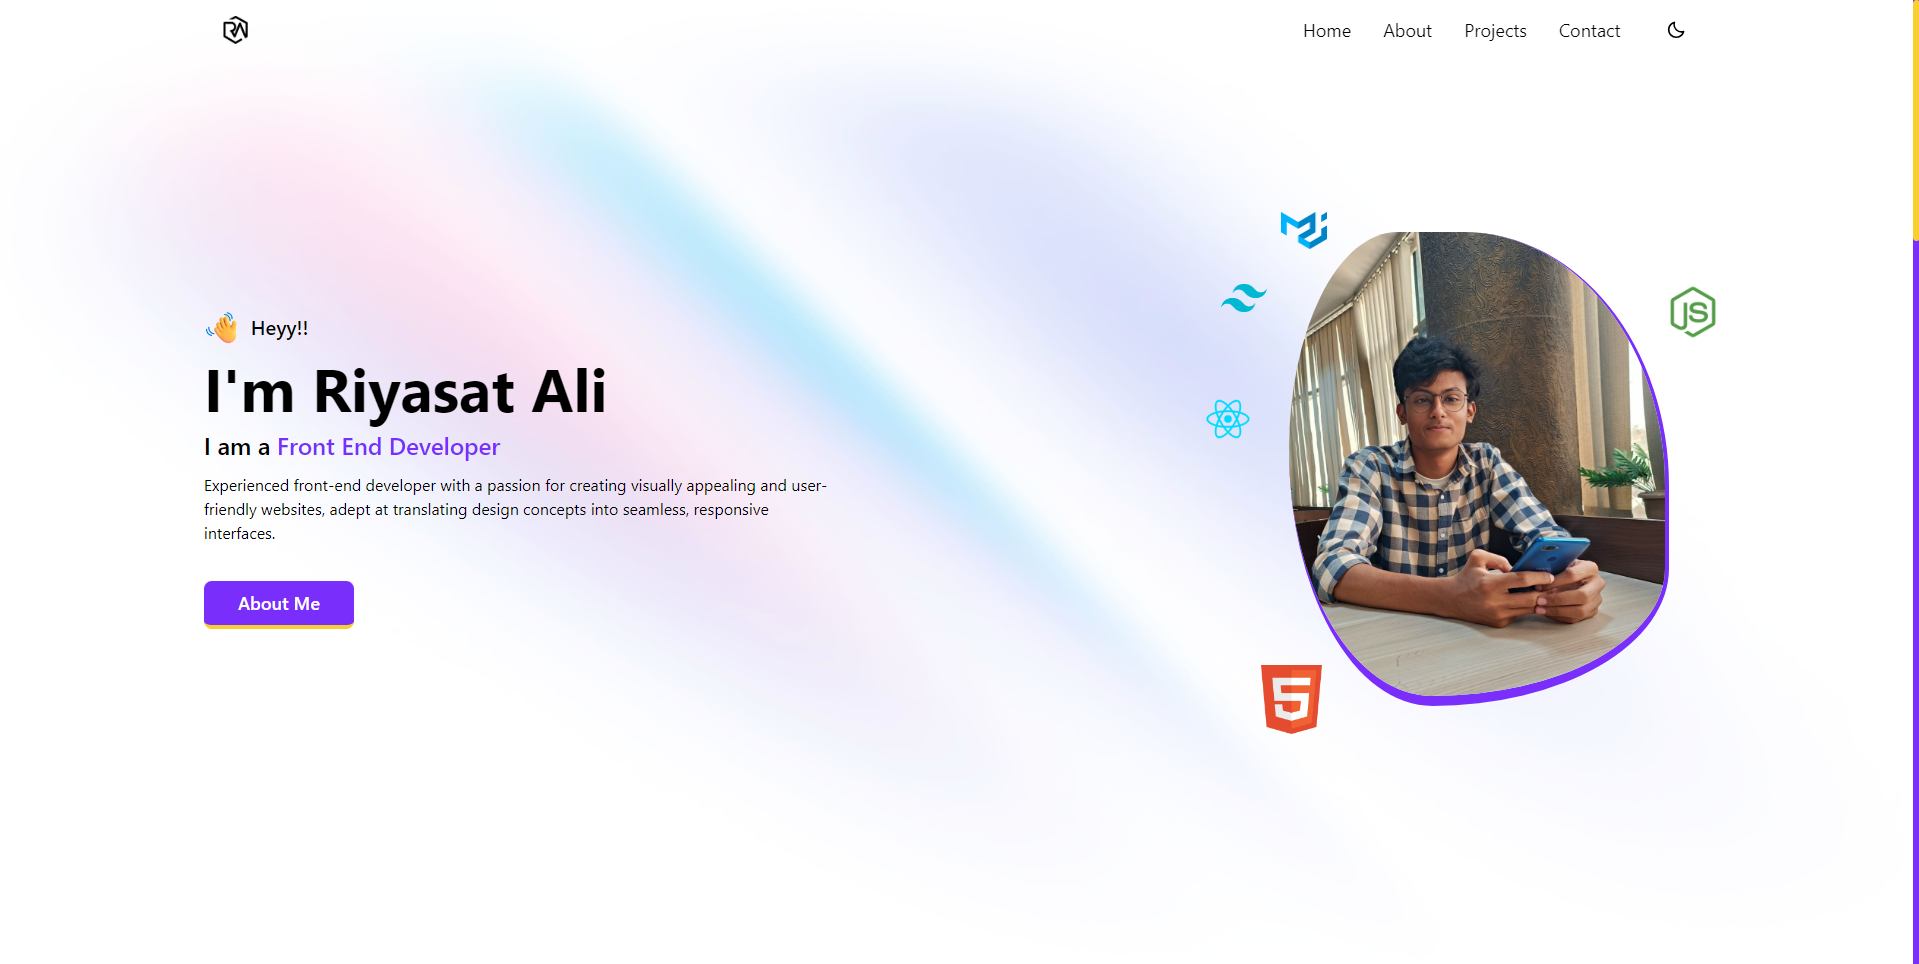 RA
Home About Projects Contact
Heyy!!
I'm Riyasat Ali
I am a Front End Developer
Experienced front-end developer with a passion for creating visually appealing and user-
friendly websites, adept at translating design concepts into seamless, responsive
interfaces.
About Me
JS
5